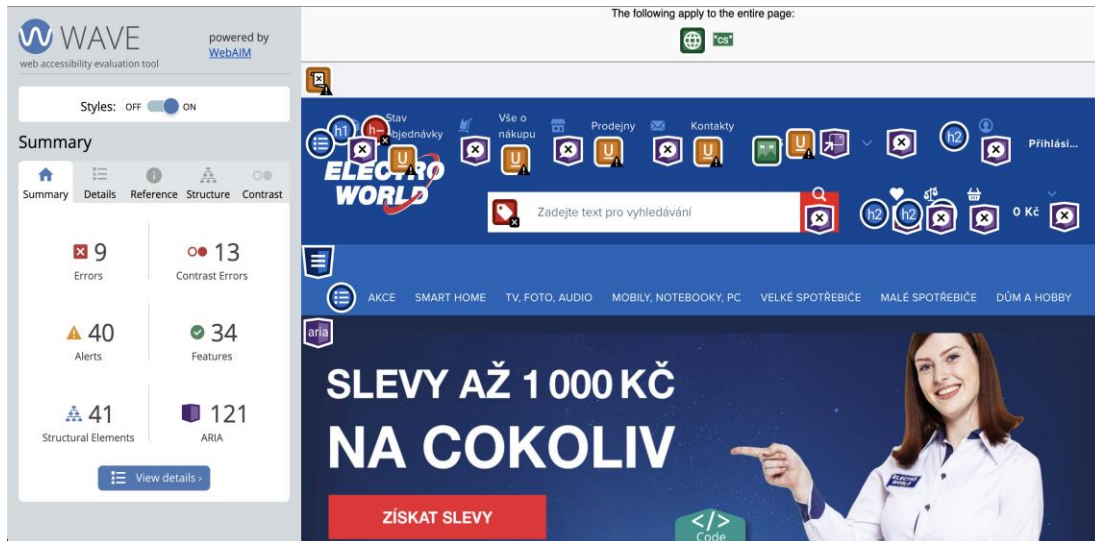 WAVE
powered by
WebAIM
web accessibility evaluation tool
Styles: OFF ON
Summary
Summary Details Reference Structure Contrast
9
Errors
13
Contrast Errors
40
Alerts
34
Features
41
Structural Elements
121
ARIA
View details ›
The following apply to the entire page:
"cs"
h1 h-
Stav
objednávky
Vše o
nákupu
Prodejny
Kontakty
h2
Přihlási...
ELECTRO
WORLD
Zadejte text pro vyhledávání
h2 h2
0 Kč
AKCE SMART HOME TV, FOTO, AUDIO MOBILY, NOTEBOOKY, PC VELKÉ SPOTŘEBIČE MALÉ SPOTŘEBIČE DŮM A HOBBY
aria
SLEVY AŽ 1 000 KČ
NA COKOLIV
ZÍSKAT SLEVY
ELECTRO
WORLD
</>
Code